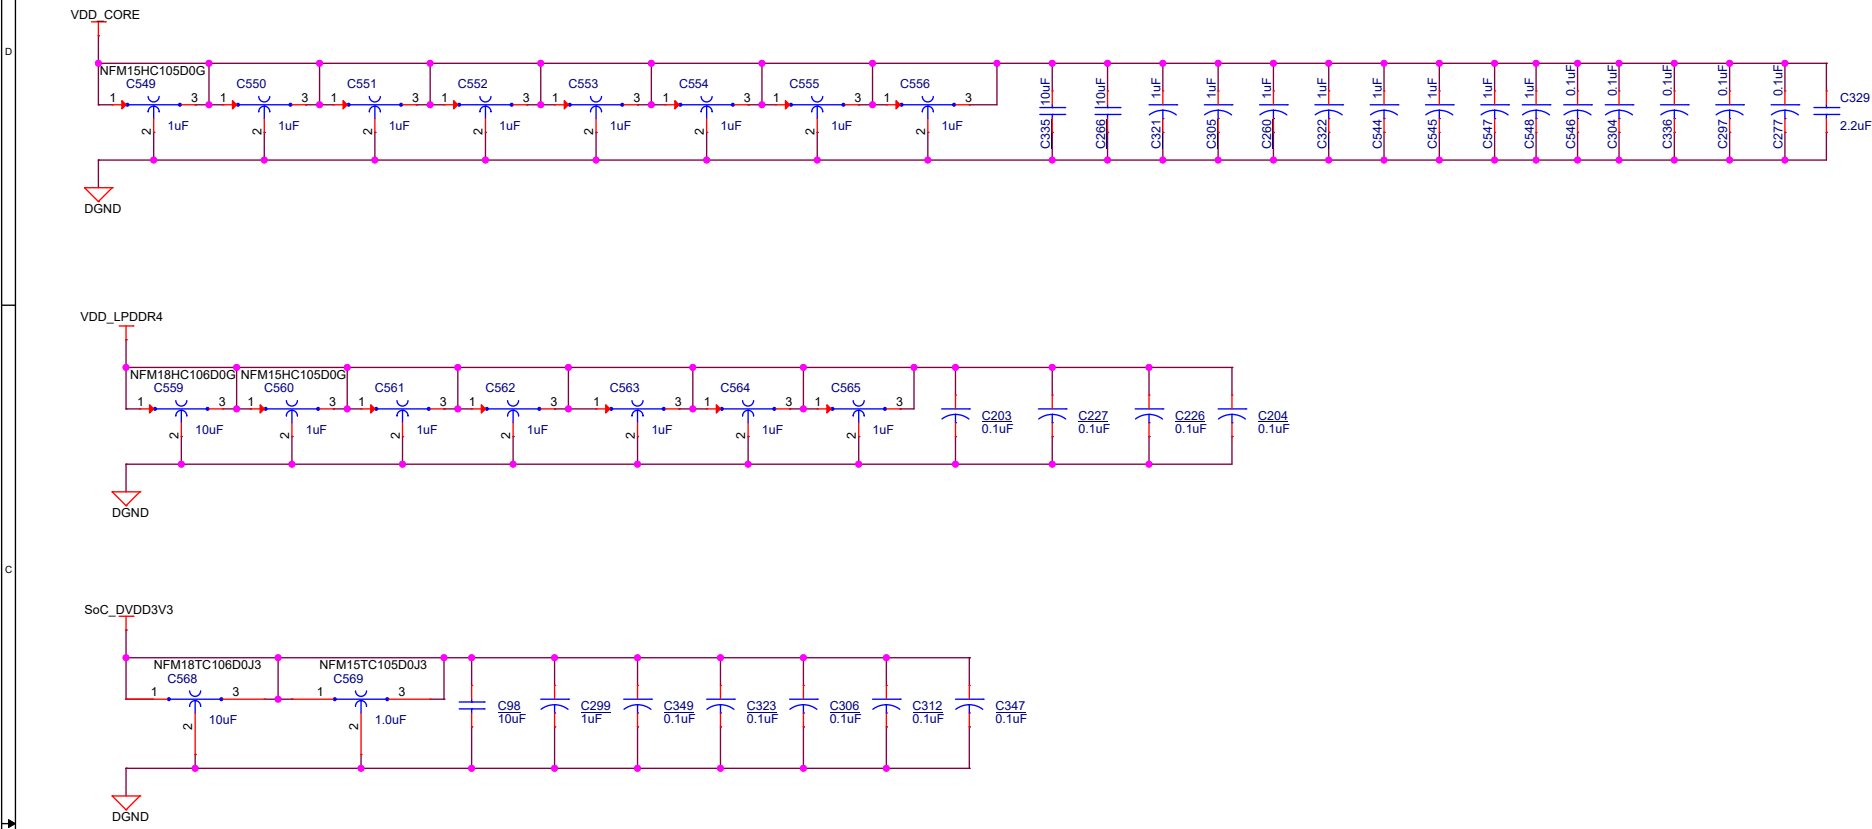 VDD_CORE
D
NFM15HC105D0G
C549 C550 C551 C552 C553 C554 C555 C556
1 3 1 3 1 3 1 3 1 3 1 3 1 3 1 3
2 1uF 2 1uF 2 1uF 2 1uF 2 1uF 2 1uF 2 1uF 2 1uF
10uF 10uF 1uF 1uF 1uF 1uF 1uF 1uF 1uF 1uF 0.1uF 0.1uF 0.1uF 0.1uF 0.1uF
C335 C266 C321 C305 C260 C322 C544 C545 C547 C548 C546 C304 C336 C297 C277
C329
2.2uF
DGND
VDD_LPDDR4
NFM18HC106D0G NFM15HC105D0G
C559 C560 C561 C562 C563 C564 C565
1 3 1 3 1 3 1 3 1 3 1 3 1 3
2 10uF 2 1uF 2 1uF 2 1uF 2 1uF 2 1uF 2 1uF
C203 C227 C226 C204
0.1uF 0.1uF 0.1uF 0.1uF
DGND
C
SoC_DVDD3V3
NFM18TC106D0J3 NFM15TC105D0J3
C568 C569
1 3 1 3
2 10uF 2 1.0uF
C98 C299 C349 C323 C306 C312 C347
10uF 1uF 0.1uF 0.1uF 0.1uF 0.1uF 0.1uF
DGND